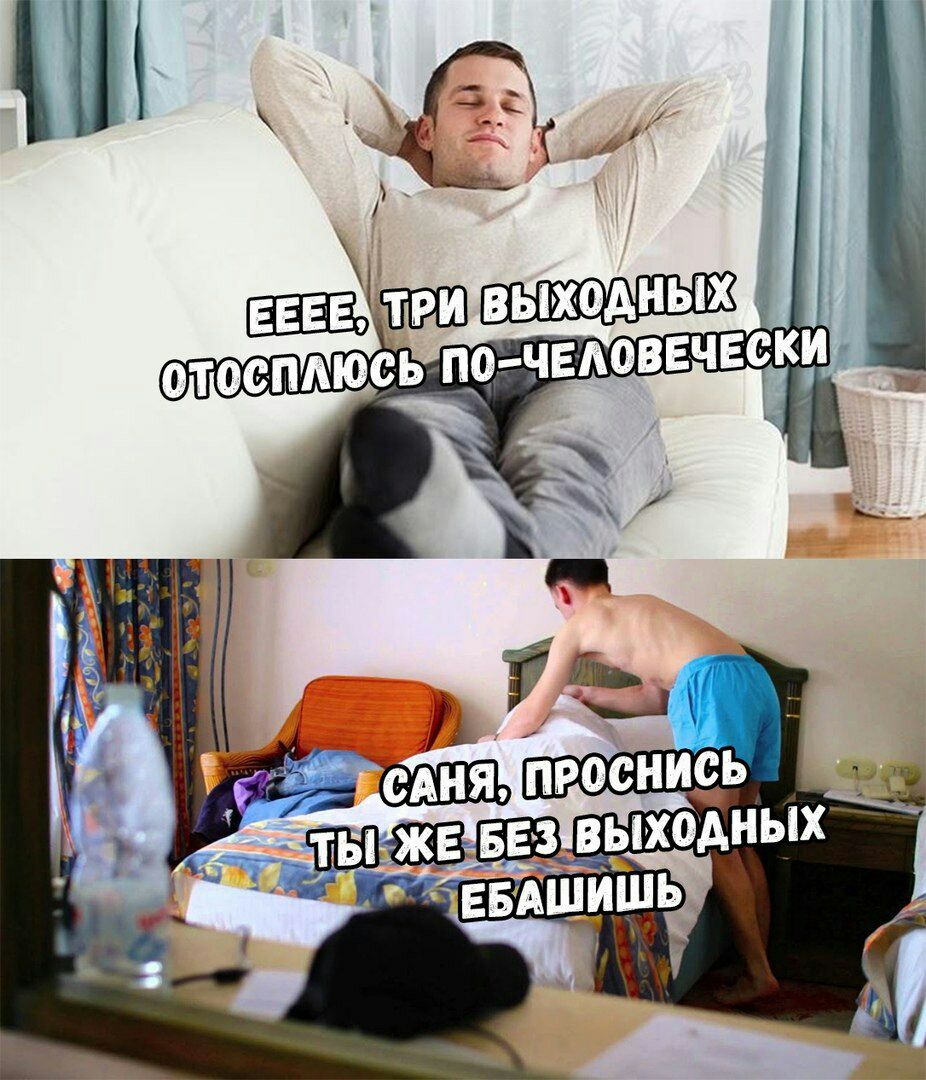 ЕЕЕЕ, ТРИ ВЫХОДНЫХ
ОТОСПЛЮСЬ ПО-ЧЕЛОВЕЧЕСКИ
САНЯ, ПРОСНИСЬ
ТЫ ЖЕ БЕЗ ВЫХОДНЫХ
ЕБАШИШЬ